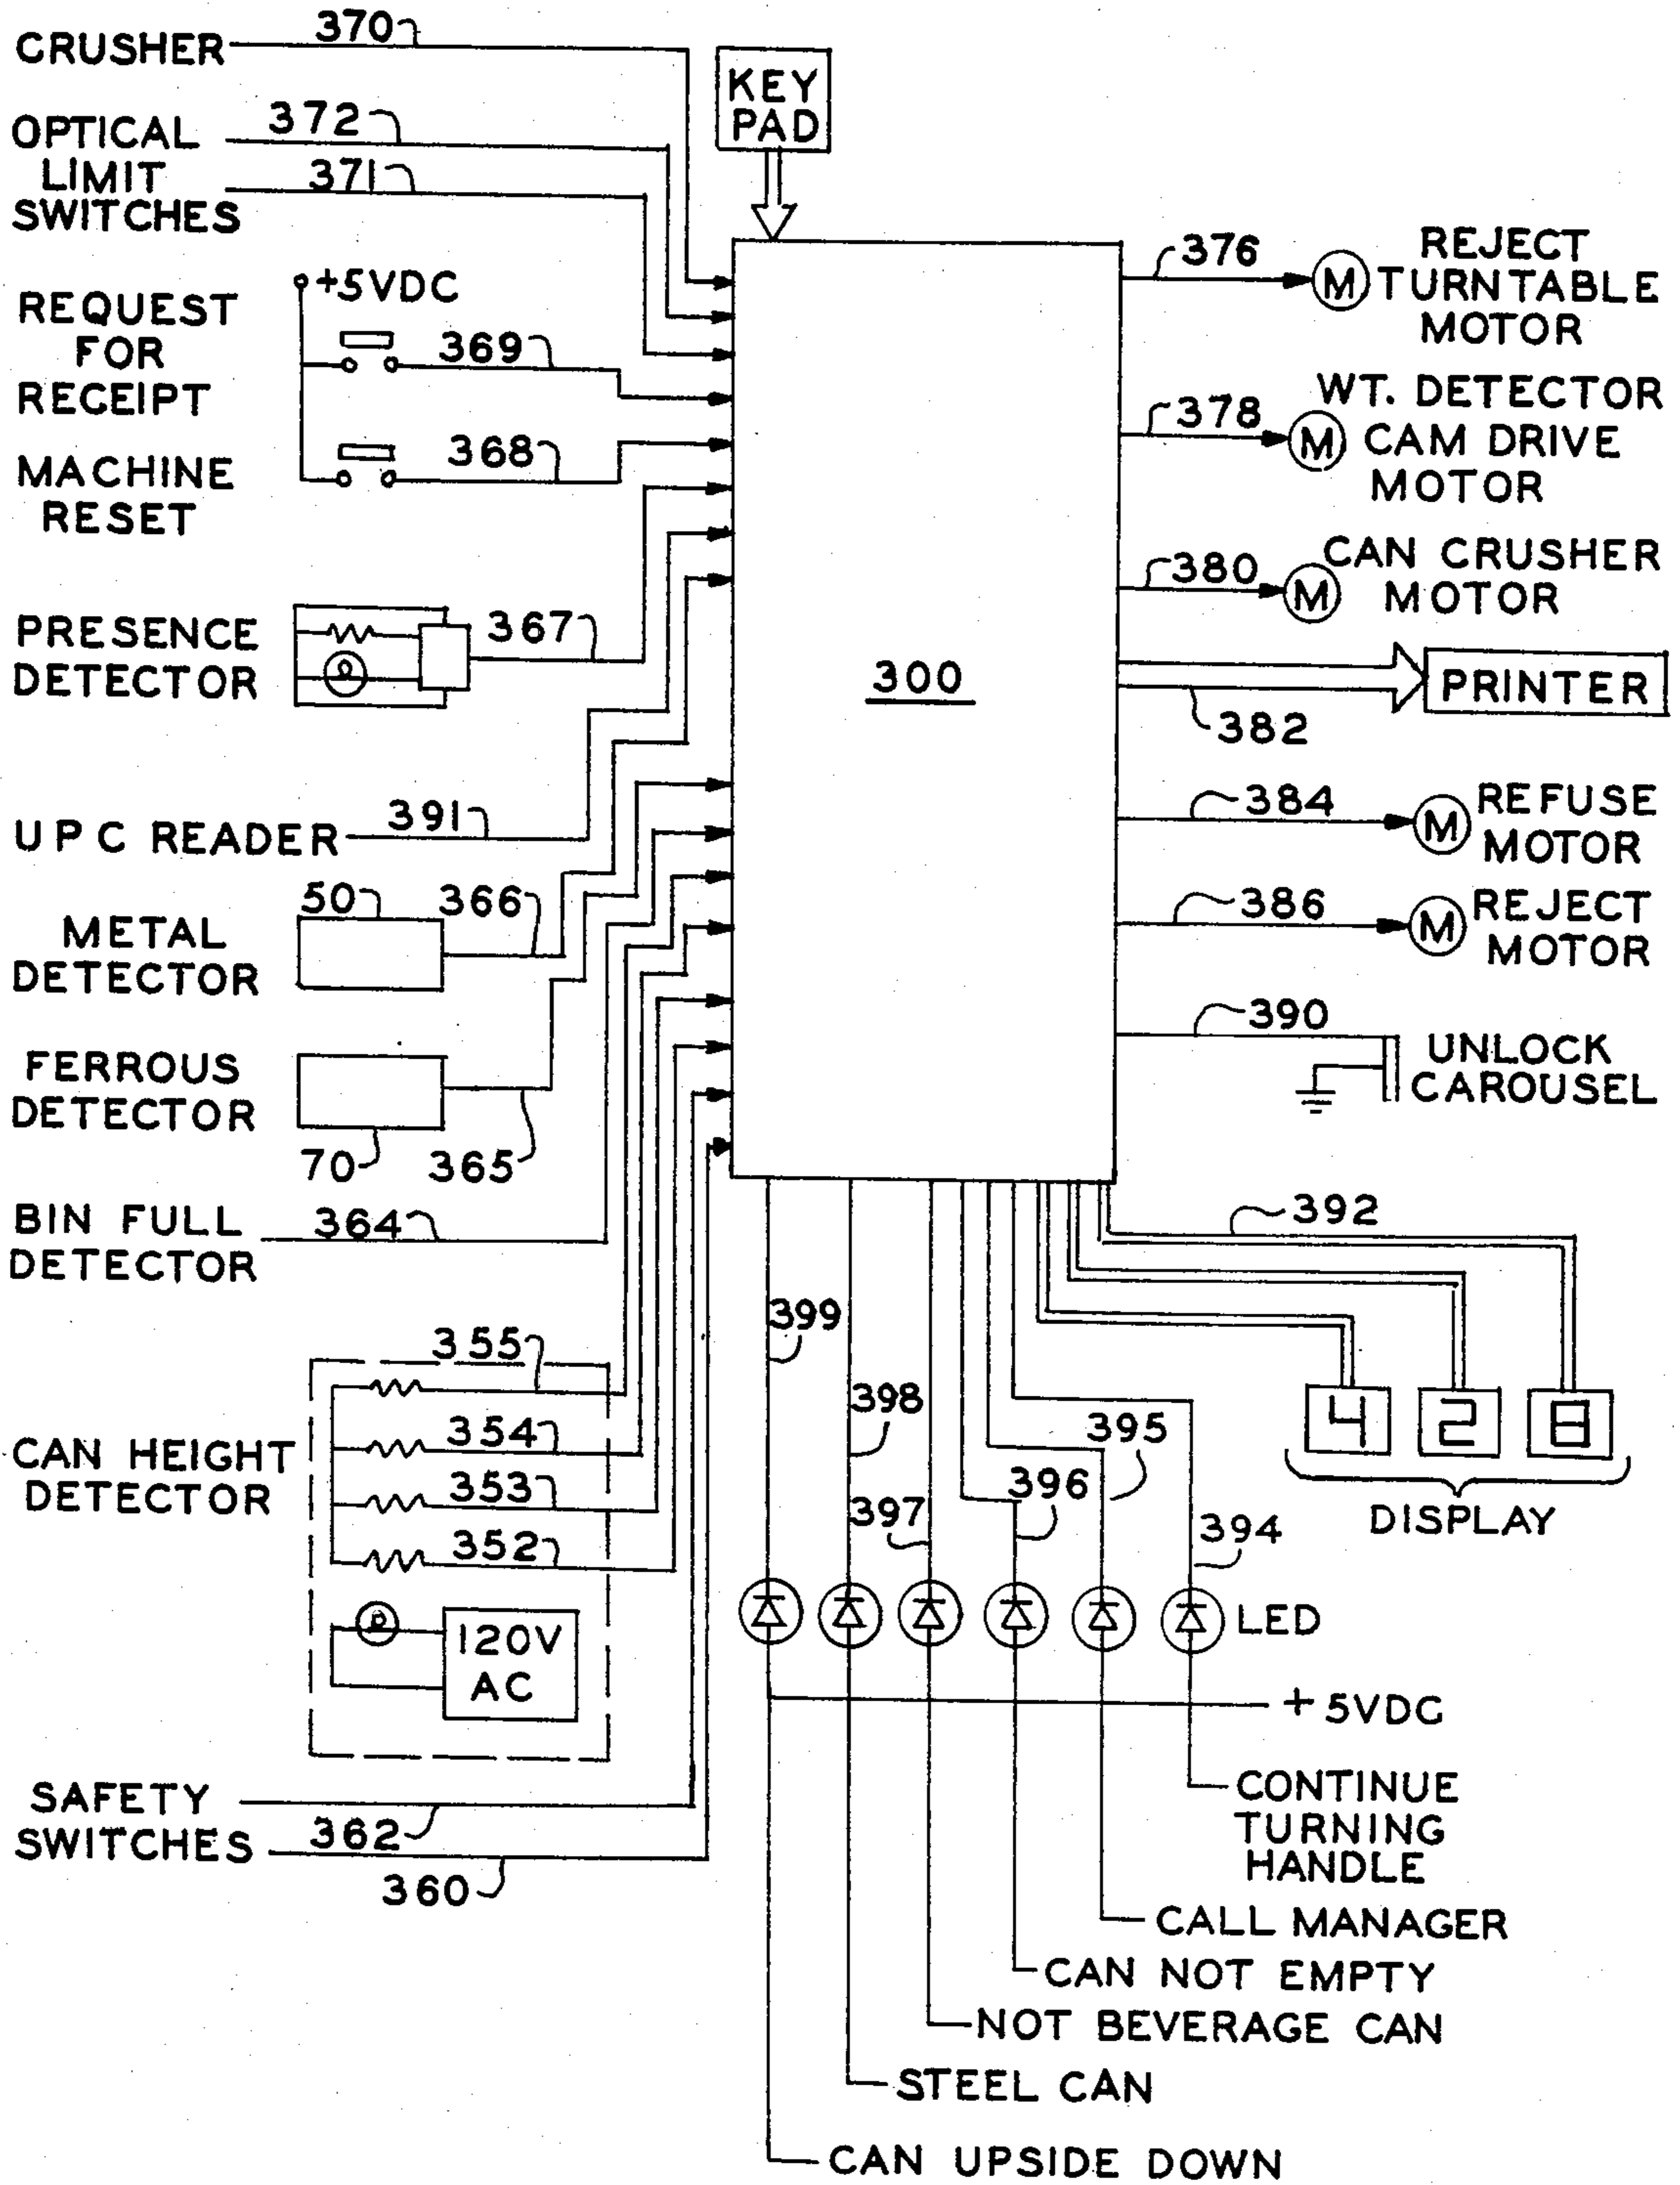 CRUSHER
370
OPTICAL
LIMIT
SWITCHES
372
371
KEY
PAD
REQUEST
FOR
RECEIPT
+5VDC
369
MACHINE
RESET
368
PRESENCE
DETECTOR
367
UPC READER
391
METAL
DETECTOR
50
366
FERROUS
DETECTOR
70
365
BIN FULL
DETECTOR
364
CAN HEIGHT
DETECTOR
355
354
353
352
120V
AC
SAFETY
SWITCHES
362
360
300
376
M
REJECT
TURNTABLE
MOTOR
378
M
WT. DETECTOR
CAM DRIVE
MOTOR
380
M
CAN CRUSHER
MOTOR
382
PRINTER
384
M
REFUSE
MOTOR
386
M
REJECT
MOTOR
390
UNLOCK
CAROUSEL
392
4 2 8
DISPLAY
399
398
397
396
395
394
LED
+5VDC
CONTINUE
TURNING
HANDLE
CALL MANAGER
CAN NOT EMPTY
NOT BEVERAGE CAN
STEEL CAN
CAN UPSIDE DOWN